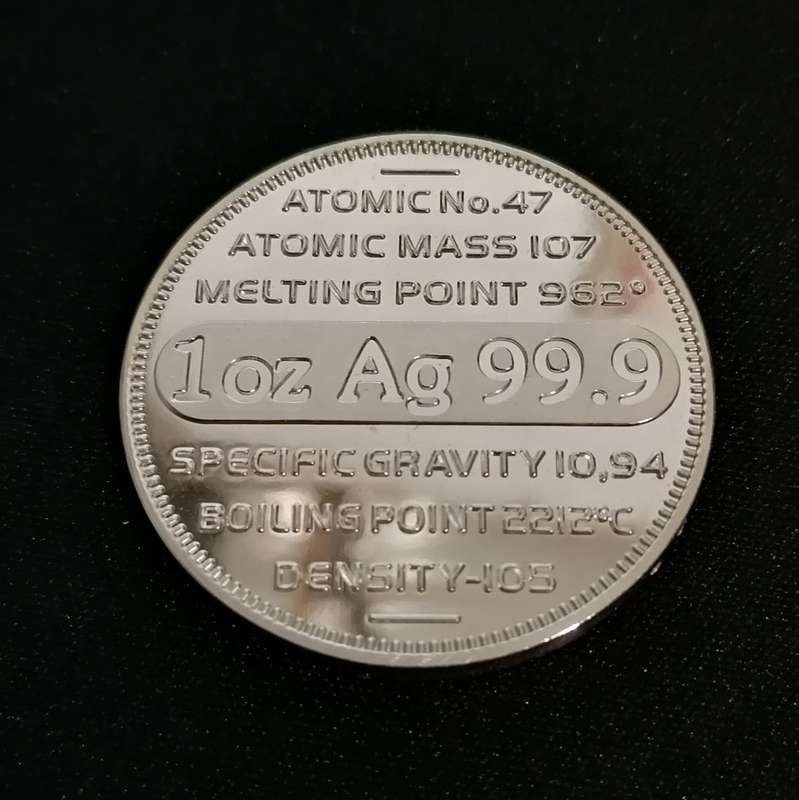 ATOMIC No.47
ATOMIC MASS 107
MELTING POINT 962°
1oz Ag 99.9
SPECIFIC GRAVITY 10,94
BOILING POINT 2212°C
DENSITY-105